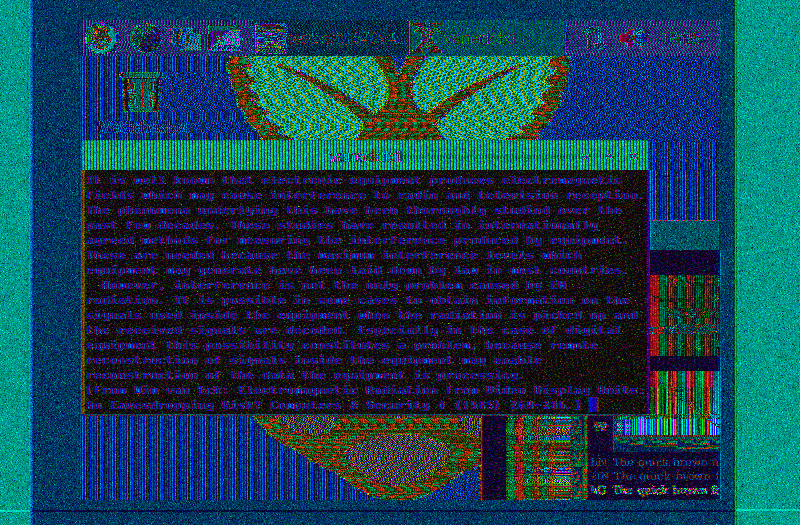 It is well known that electronic equipment produces electromagnetic
fields which may cause interference to radio and television reception.
The phenomena underlying this have been thoroughly studied over the
past few decades. These studies have resulted in internationally
agreed methods for measuring the interference produced by equipment.
These are needed because the maximum interference levels which
equipment may generate have been laid down by law in most countries.
However, interference is not the only problem caused by EM
radiation. It is possible in some cases to obtain information on the
signals used inside the equipment when the radiation is picked up and
the received signals are decoded. Especially in the case of digital
equipment this possibility constitutes a problem, because remote
reconstruction of signals inside the equipment may enable
reconstruction of the data the equipment is processing.
Wim van Eck: Electromagnetic Radiation from Video Display Units:
An Eavesdropping Risk? Computers & Security 4 (1985)
The quick brown
The quick brown
The quick brown f